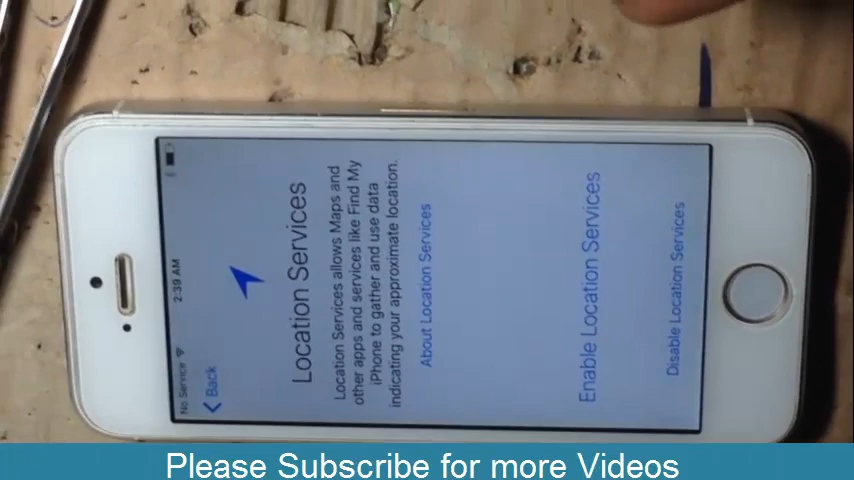 No Service
2:39 AM
Back
Location Services
Location Services allows Maps and
other apps and services like Find My
iPhone to gather and use data
indicating your approximate location.
About Location Services
Enable Location Services
Disable Location Services
Please Subscribe for more Videos